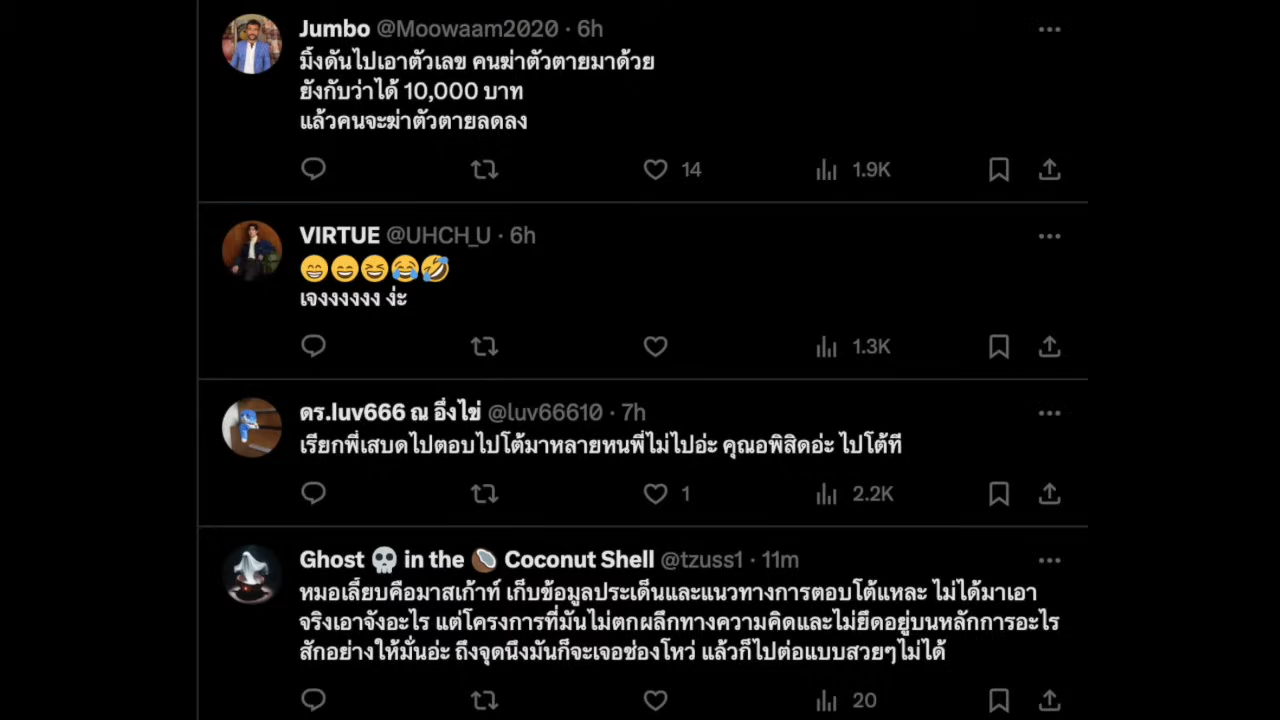 Jumbo @Moowaam2020 · 6h
มิ้งดันไปเอาตัวเลข คนฆ่าตัวตายมาด้วย
ยังกับว่าได้ 10,000 บาท
แล้วคนจะฆ่าตัวตายลดลง
14 1.9K
VIRTUE @UHCH_U · 6h
😁😄😆😂🤣
เจงงงงงง ง่ะ
1.3K
ดร.luv666 ณ อึ่งไข่ @luv66610 · 7h
เรียกพี่เสบดไปตอบไปโต้มาหลายหนพี่ไม่ไปอ่ะ คุณอพิสิดอ่ะ ไปโต้ที
1 2.2K
Ghost 💀 in the 🥥 Coconut Shell @tzuss1 · 11m
หมอเลี้ยบคือมาสเก้าท์ เก็บข้อมูลประเด็นและแนวทางการตอบโต้แหละ ไม่ได้มาเอา
จริงเอาจังอะไร แต่โครงการที่มันไม่ตกผลึกทางความคิดและไม่ยึดอยู่บนหลักการอะไร
สักอย่างให้มั่นอ่ะ ถึงจุดนึงมันก็จะเจอช่องโหว่ แล้วก็ไปต่อแบบสวยๆไม่ได้
20